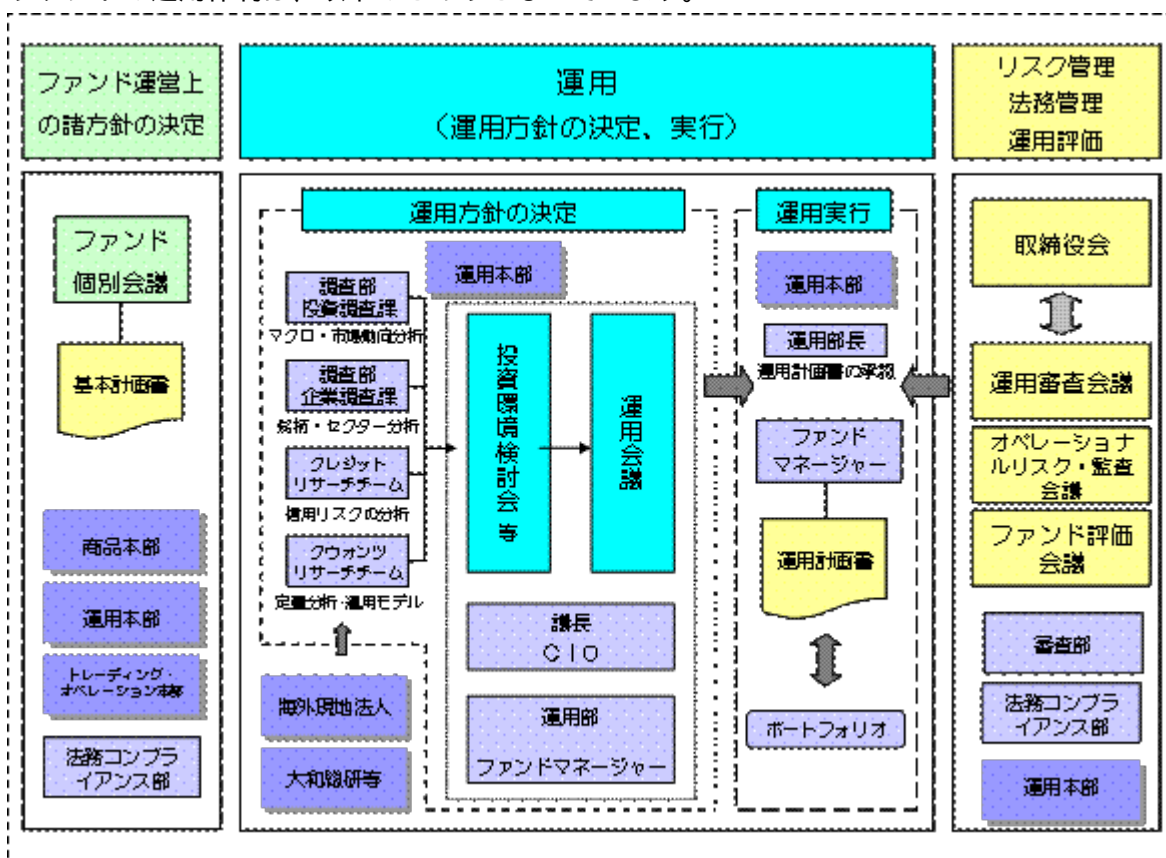 ファンド運営上
の諸方針の決定
運用
(運用方針の決定、実行)
リスク管理
法務管理
運用評価
ファンド
個別会議
基本計画書
商品本部
運用本部
トレーディング・
オペレーション本部
法務コンプラ
イアンス部
運用方針の決定
運用本部
調査部
投資調査課
マクロ・市場動向分析
調査部
企業調査課
銘柄・セクター分析
クレジット
リサーチチーム
信用リスクの分析
クウォンツ
リサーチチーム
定量分析・運用モデル
海外現地法人
大和総研等
投資環境検討会 等
運用会議
議長
CIO
運用部
ファンドマネージャー
運用実行
運用本部
運用部長
運用計画書の承認
ファンド
マネージャー
運用計画書
ポートフォリオ
取締役会
運用審査会議
オペレーショナ
ルリスク・監査
会議
ファンド評価
会議
審査部
法務コンプラ
イアンス部
運用本部